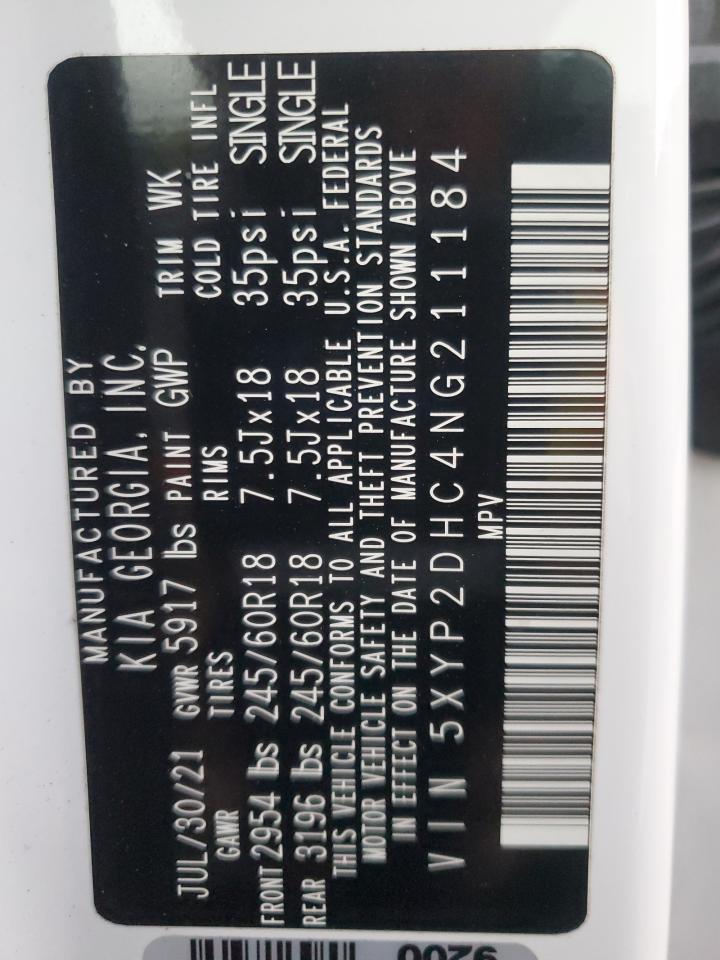 MANUFACTURED BY
KIA GEORGIA, INC.
JUL/30/21 GVWR 5917 lbs PAINT GWP TRIM WK
GAWR TIRES RIMS COLD TIRE INFL
FRONT 2954 lbs 245/60R18 7.5Jx18 35psi SINGLE
REAR 3196 lbs 245/60R18 7.5Jx18 35psi SINGLE
THIS VEHICLE CONFORMS TO ALL APPLICABLE U.S.A. FEDERAL
MOTOR VEHICLE SAFETY AND THEFT PREVENTION STANDARDS
IN EFFECT ON THE DATE OF MANUFACTURE SHOWN ABOVE
VIN 5XYP2DHC4NG211184
MPV